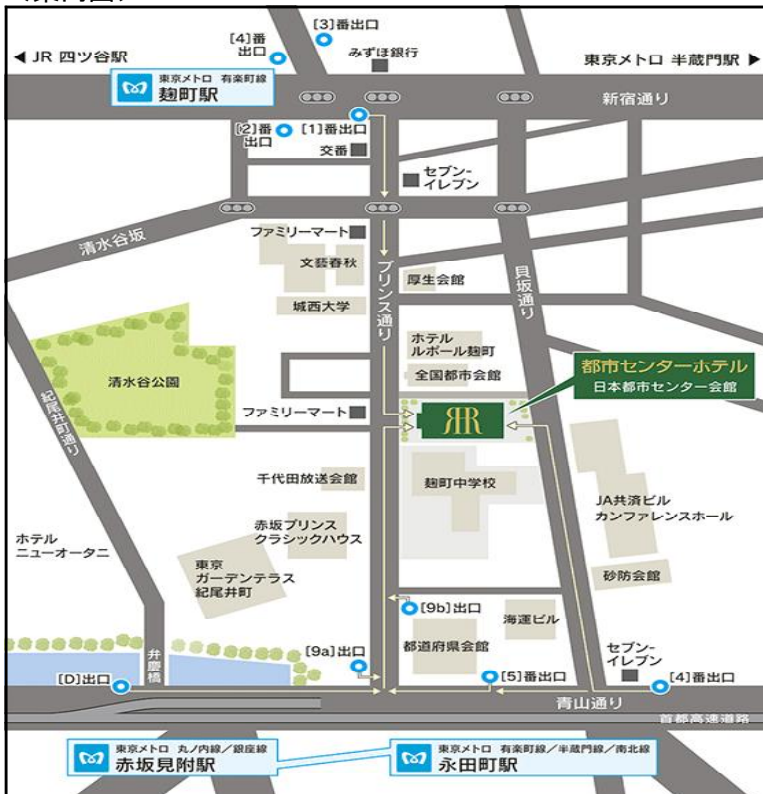 [3]番出口
[4]番
出口
みずほ銀行
◀ JR 四ツ谷駅
東京メトロ 半蔵門駅 ▶
東京メトロ 有楽町線
麹町駅
新宿通り
[2]番
出口
[1]番出口
交番
セブン-
イレブン
清水谷坂
ファミリーマート
文藝春秋
プリンス通り
厚生会館
貝坂通り
城西大学
ホテル
ルポール麹町
全国都市会館
都市センターホテル
日本都市センター会館
清水谷公園
紀尾井町通り
ファミリーマート
千代田放送会館
麹町中学校
JA共済ビル
カンファレンスホール
赤坂プリンス
クラシックハウス
ホテル
ニューオータニ
東京
ガーデンテラス
紀尾井町
砂防会館
[9b]出口
海運ビル
都道府県会館
弁慶橋
[9a]出口
セブン-
イレブン
[D]出口
[5]番出口
[4]番出口
青山通り
首都高速道路
東京メトロ 丸ノ内線/銀座線
赤坂見附駅
東京メトロ 有楽町線/半蔵門線/南北線
永田町駅